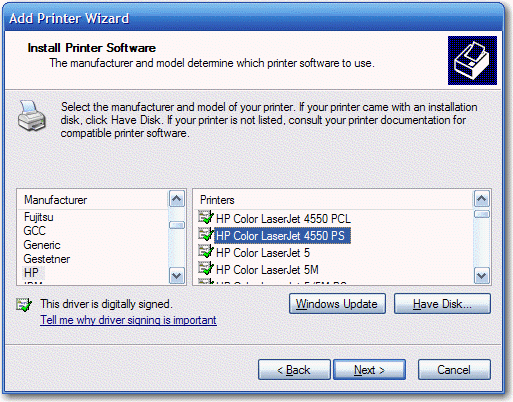 Add Printer Wizard
Install Printer Software
The manufacturer and model determine which printer software to use.
Select the manufacturer and model of your printer. If your printer came with an installation
disk, click Have Disk. If your printer is not listed, consult your printer documentation for
compatible printer software.
Manufacturer
Fujitsu
GCC
Generic
Gestetner
HP
Printers
HP Color LaserJet 4550 PCL
HP Color LaserJet 4550 PS
HP Color LaserJet 5
HP Color LaserJet 5M
This driver is digitally signed.
Tell me why driver signing is important
Windows Update
Have Disk...
< Back
Next >
Cancel